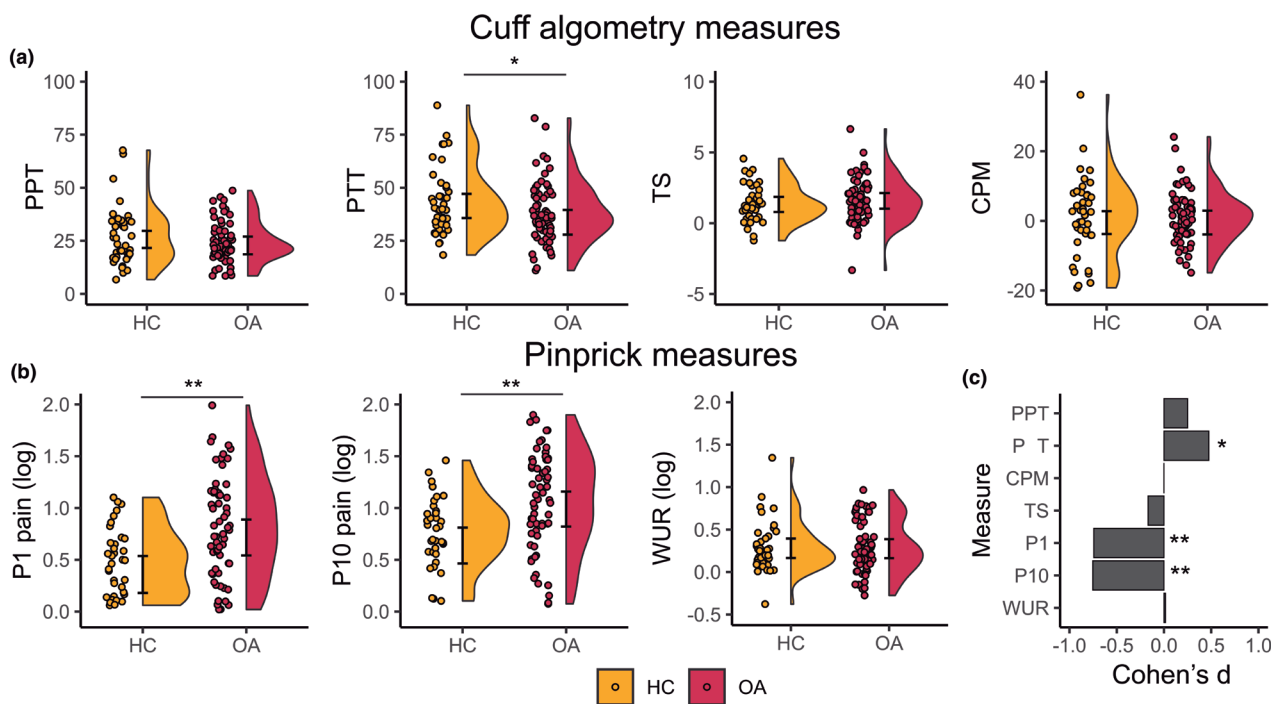 Cuff algometry measures
(a)
PPT
100
75
50
25
0
HC
OA
PTT
100
75
50
25
0
*
HC
OA
TS
10
5
0
-5
HC
OA
CPM
40
20
0
-20
HC
OA
Pinprick measures
(b)
P1 pain (log)
2.0
1.5
1.0
0.5
0.0
**
HC
OA
P10 pain (log)
2.0
1.5
1.0
0.5
0.0
**
HC
OA
WUR (log)
2.0
1.5
1.0
0.5
0.0
-0.5
HC
OA
(c)
Measure
PPT
P T *
CPM
TS
P1 **
P10 **
WUR
-1.0 -0.5 0.0 0.5 1.0
Cohen's d
HC OA